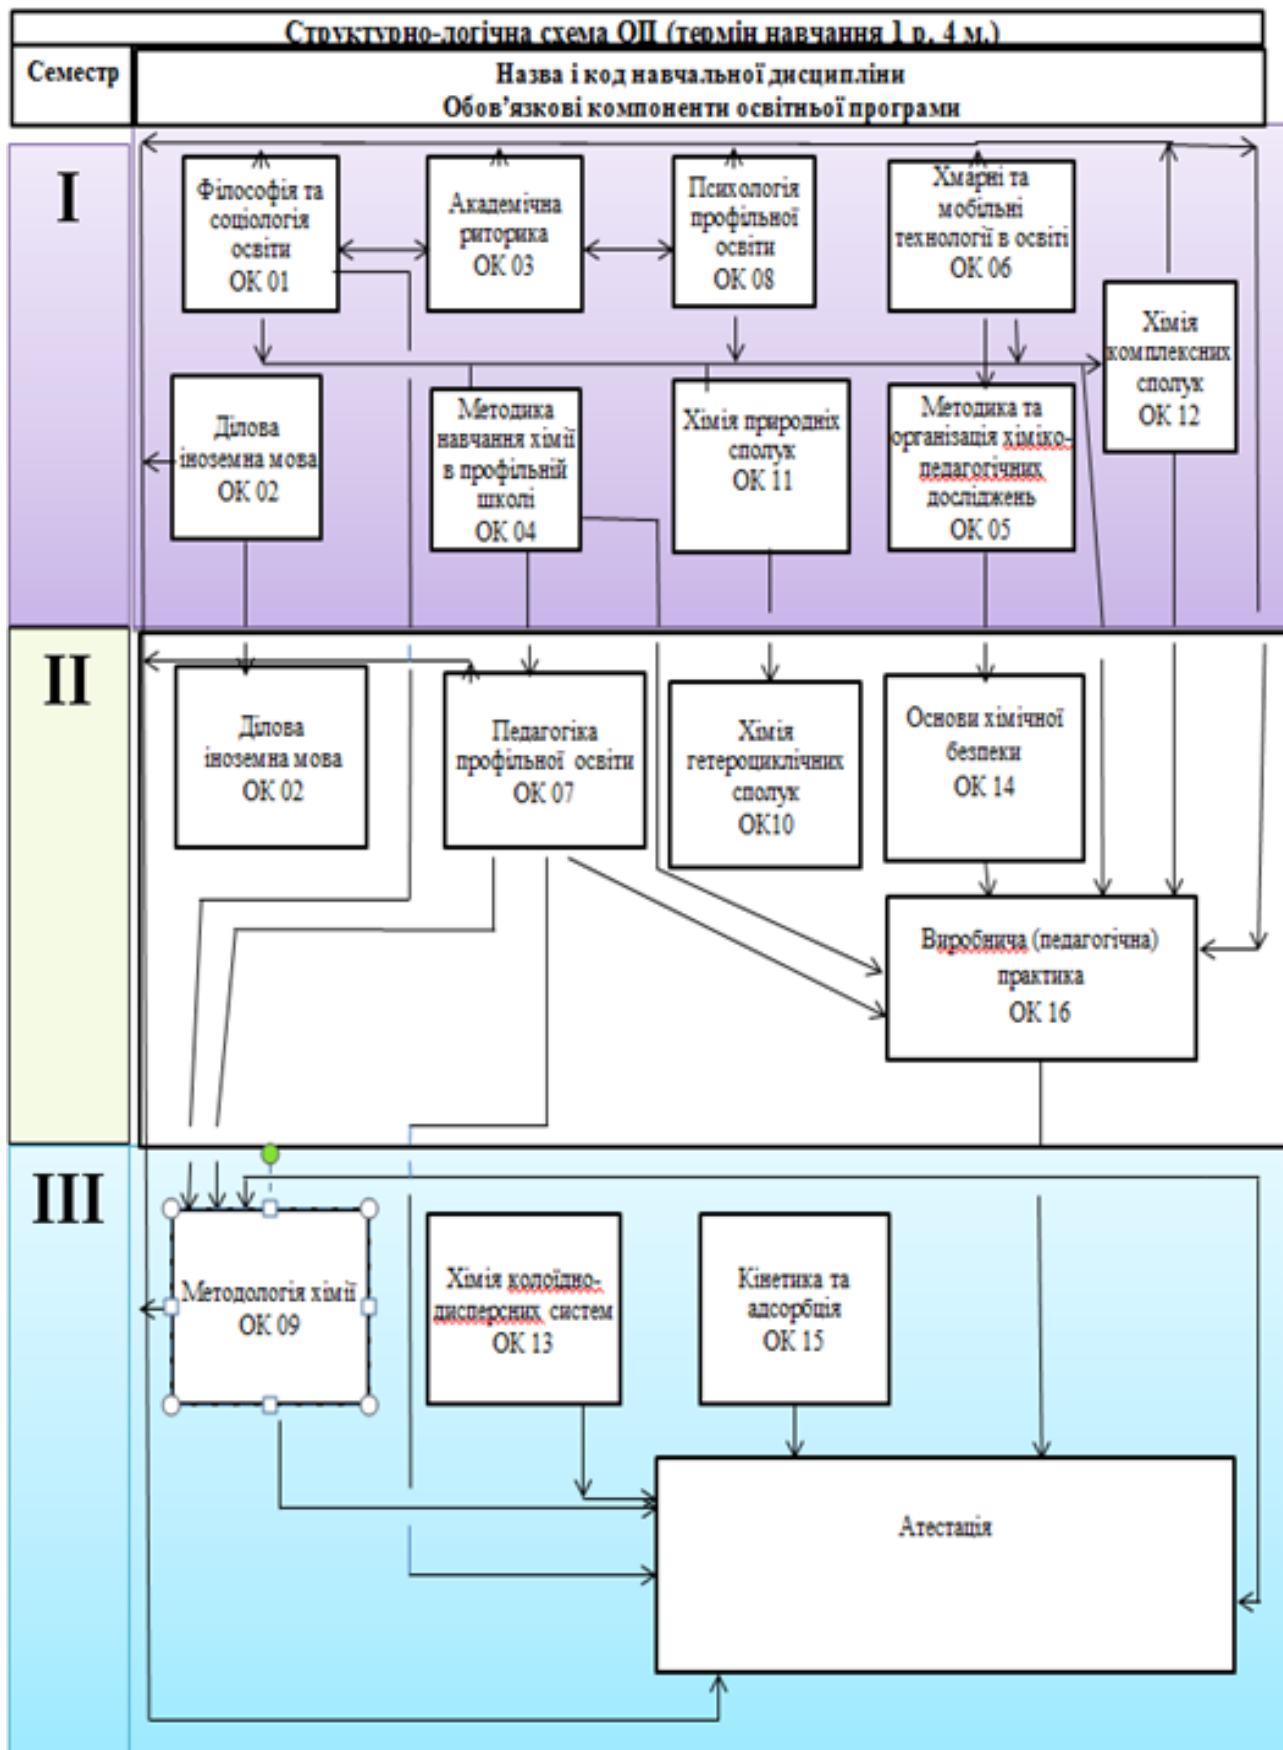 Структурно-логічна схема ОП (термін навчання 1 р. 4 м.)
Семестр
Назва і код навчальної дисципліни
Обов’язкові компоненти освітньої програми
I
Філософія та
соціологія
освіти
ОК 01
Академічна
риторика
ОК 03
Психологія
профільної
освіти
ОК 08
Хмарні та
мобільні
технології в освіті
ОК 06
Хімія
комплексних
сполук
ОК 12
Ділова
іноземна мова
ОК 02
Методика
навчання хімії
в профільній
школі
ОК 04
Хімія природніх
сполук
ОК 11
Методика та
організація хіміко-
педагогічних
досліджень
ОК 05
II
Ділова
іноземна мова
ОК 02
Педагогіка
профільної освіти
ОК 07
Хімія
гетероциклічних
сполук
ОК10
Основи хімічної
безпеки
ОК 14
Виробнича (педагогічна)
практика
ОК 16
III
Методологія хімії
ОК 09
Хімія колоїдно-
дисперсних систем
ОК 13
Кінетика та
адсорбція
ОК 15
Атестація